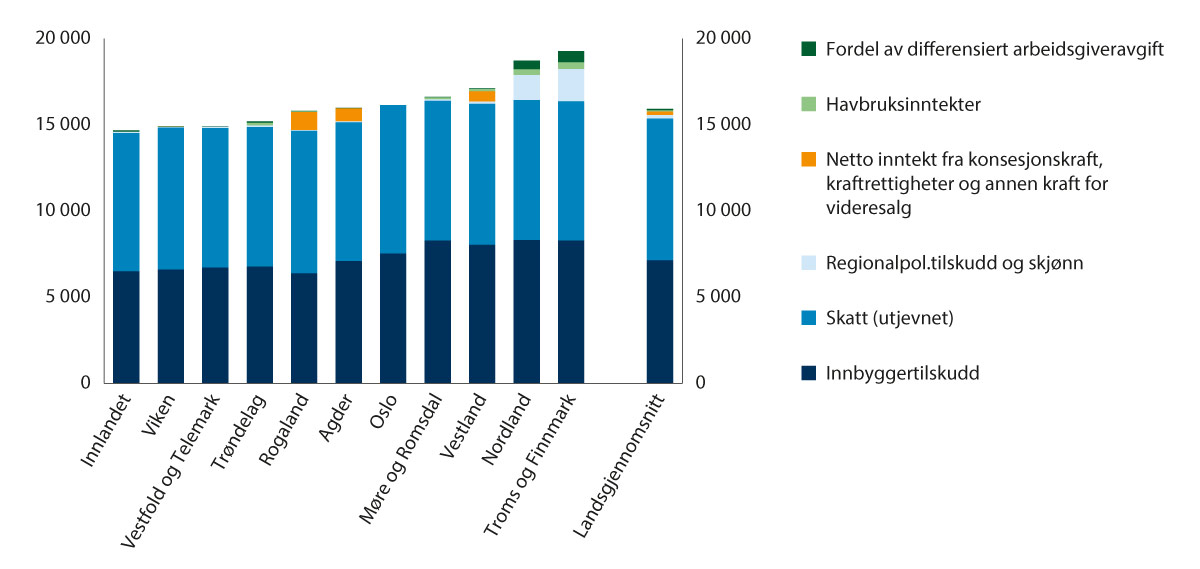 20 000
15 000
10 000
5 000
0
20 000
15 000
10 000
5 000
0
Innlandet
Viken
Vestfold og Telemark
Trøndelag
Rogaland
Agder
Oslo
Møre og Romsdal
Vestland
Nordland
Troms og Finnmark
Landsgjennomsnitt
Fordel av differensiert arbeidsgiveravgift
Havbruksinntekter
Netto inntekt fra konsesjonskraft,
kraftrettigheter og annen kraft for
videresalg
Regionalpol.tilskudd og skjønn
Skatt (utjevnet)
Innbyggertilskudd